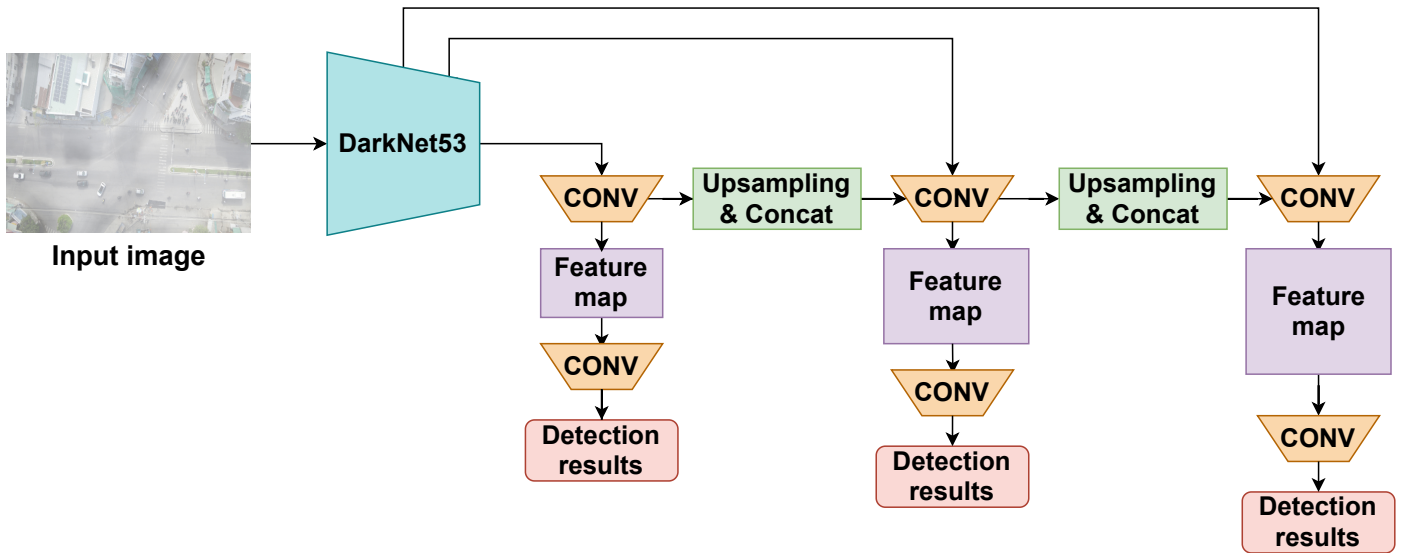 Input image
DarkNet53
CONV
Upsampling
& Concat
CONV
Upsampling
& Concat
CONV
Feature
map
Feature
map
Feature
map
CONV
CONV
CONV
Detection
results
Detection
results
Detection
results